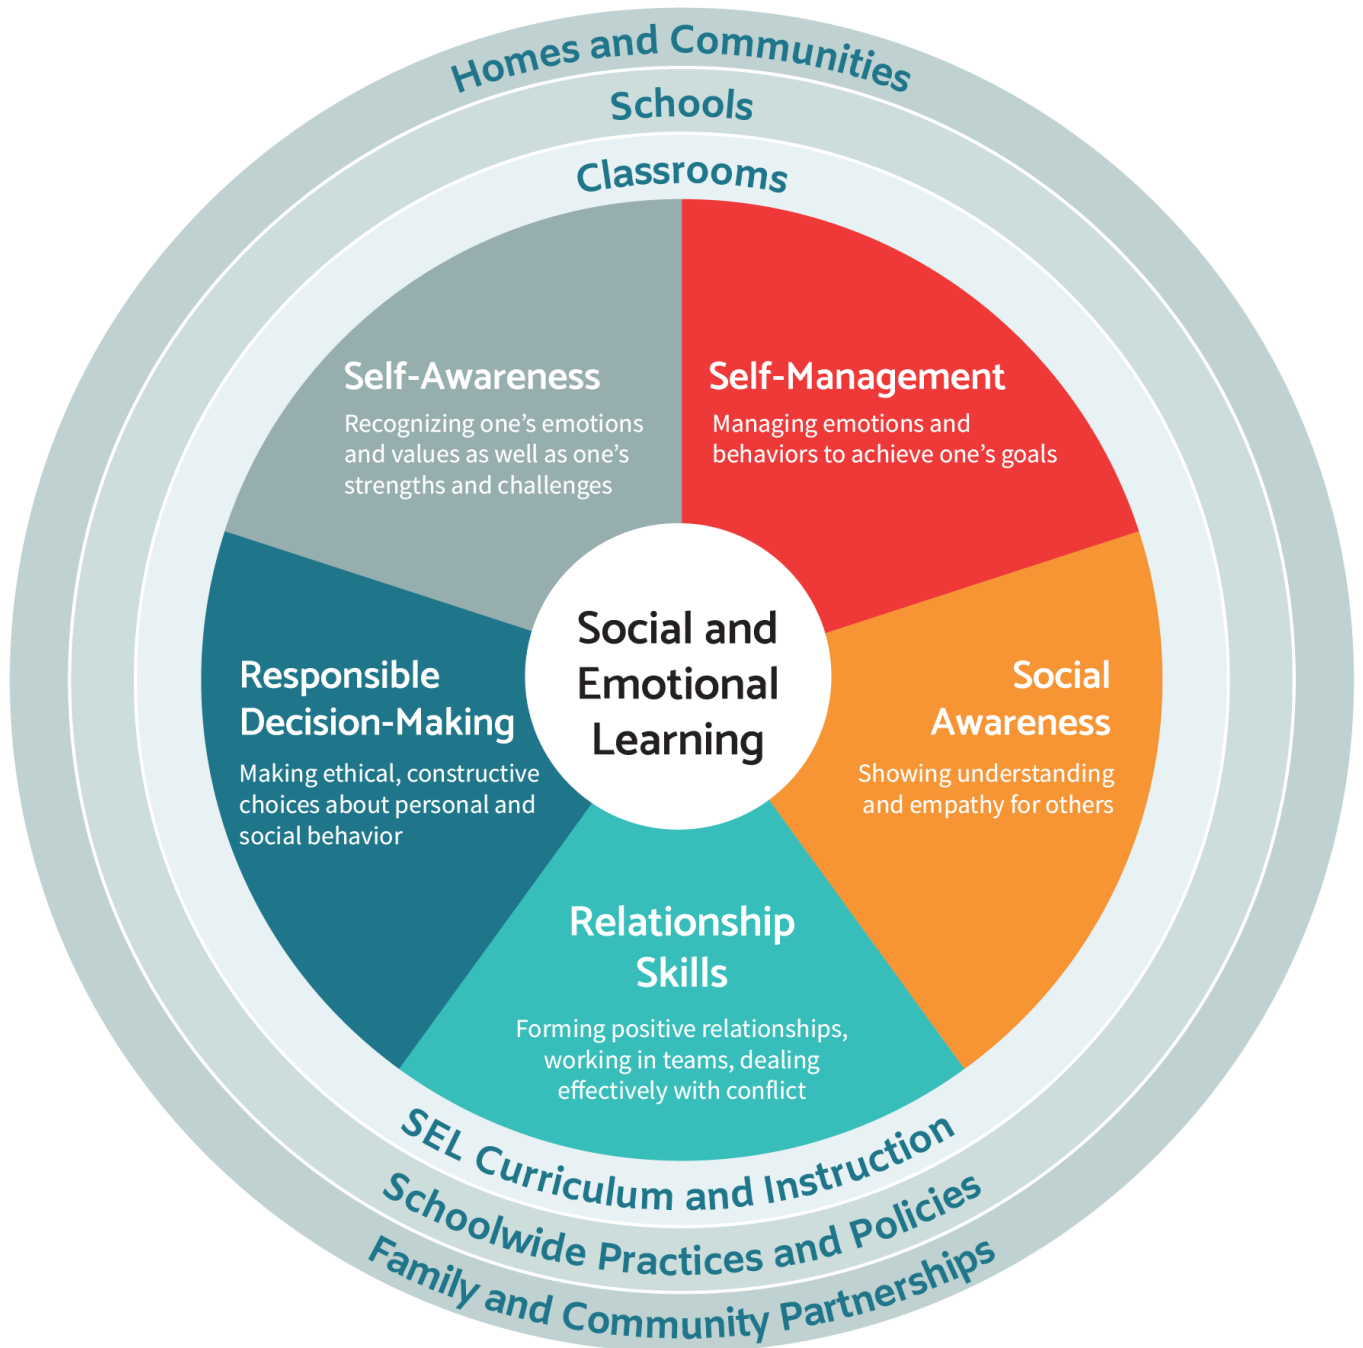 Homes and Communities
Schools
Classrooms
Self-Awareness
Recognizing one’s emotions
and values as well as one’s
strengths and challenges
Self-Management
Managing emotions and
behaviors to achieve one’s goals
Social and
Emotional
Learning
Responsible
Decision-Making
Making ethical, constructive
choices about personal and
social behavior
Social
Awareness
Showing understanding
and empathy for others
Relationship
Skills
Forming positive relationships,
working in teams, dealing
effectively with conflict
SEL Curriculum and Instruction
Schoolwide Practices and Policies
Family and Community Partnerships